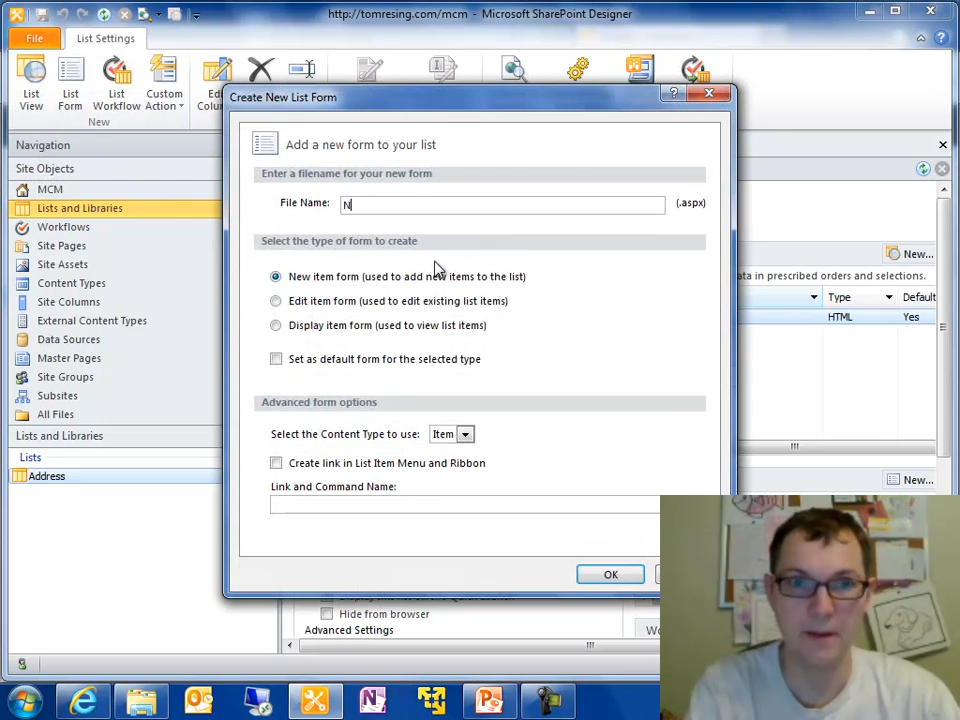 http://tomresing.com/mcm - Microsoft SharePoint Designer
File
List Settings
List View
List Form
List Workflow
Custom Action
Edit
New
Create New List Form
Add a new form to your list
Enter a filename for your new form
File Name:
N
(.aspx)
Select the type of form to create
New item form (used to add new items to the list)
Edit item form (used to edit existing list items)
Display item form (used to view list items)
Set as default form for the selected type
Advanced form options
Select the Content Type to use:
Item
Create link in List Item Menu and Ribbon
Link and Command Name:
OK
Navigation
Site Objects
MCM
Lists and Libraries
Workflows
Site Pages
Site Assets
Content Types
Site Columns
External Content Types
Data Sources
Master Pages
Site Groups
Subsites
All Files
Lists and Libraries
Lists
Address
New...
ata in prescribed orders and selections.
Type
Default
HTML
Yes
New...
Hide from browser
Advanced Settings